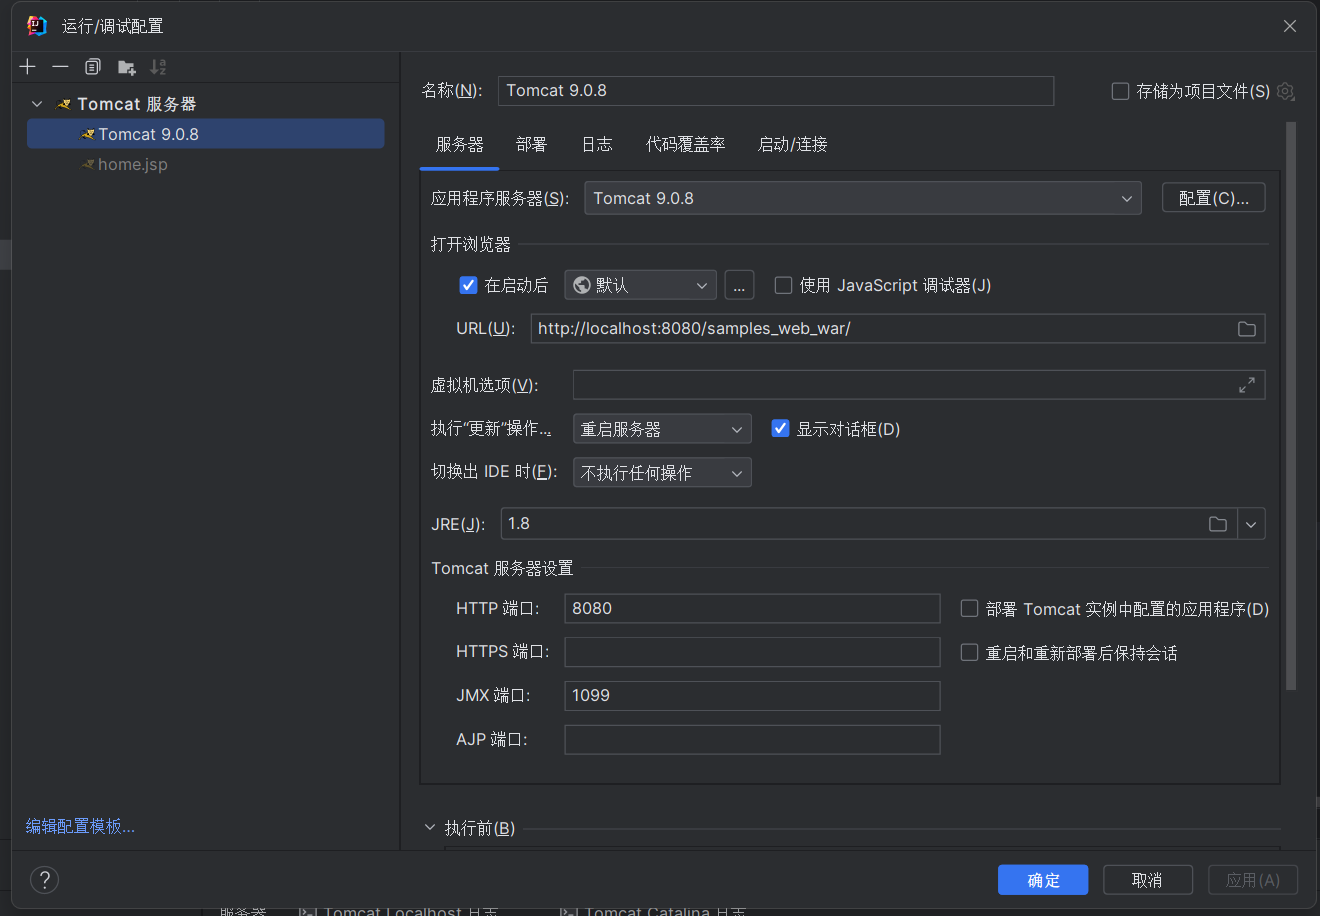 运行/调试配置
Tomcat 服务器
Tomcat 9.0.8
home.jsp
编辑配置模板...
名称(N):
Tomcat 9.0.8
存储为项目文件(S)
服务器 部署 日志 代码覆盖率 启动/连接
应用程序服务器(S): Tomcat 9.0.8 配置(C)...
打开浏览器
在启动后 默认 ... 使用 JavaScript 调试器(J)
URL(U): http://localhost:8080/samples_web_war/
虚拟机选项(V):
执行“更新”操作... 重启服务器 显示对话框(D)
切换出 IDE 时(F): 不执行任何操作
JRE(J): 1.8
Tomcat 服务器设置
HTTP 端口: 8080 部署 Tomcat 实例中配置的应用程序(D)
HTTPS 端口: 重启和重新部署后保持会话
JMX 端口: 1099
AJP 端口:
执行前(B)
? 确定 取消 应用(A)
服务器 Tomcat Localhost 日志 Tomcat Catalina 日志